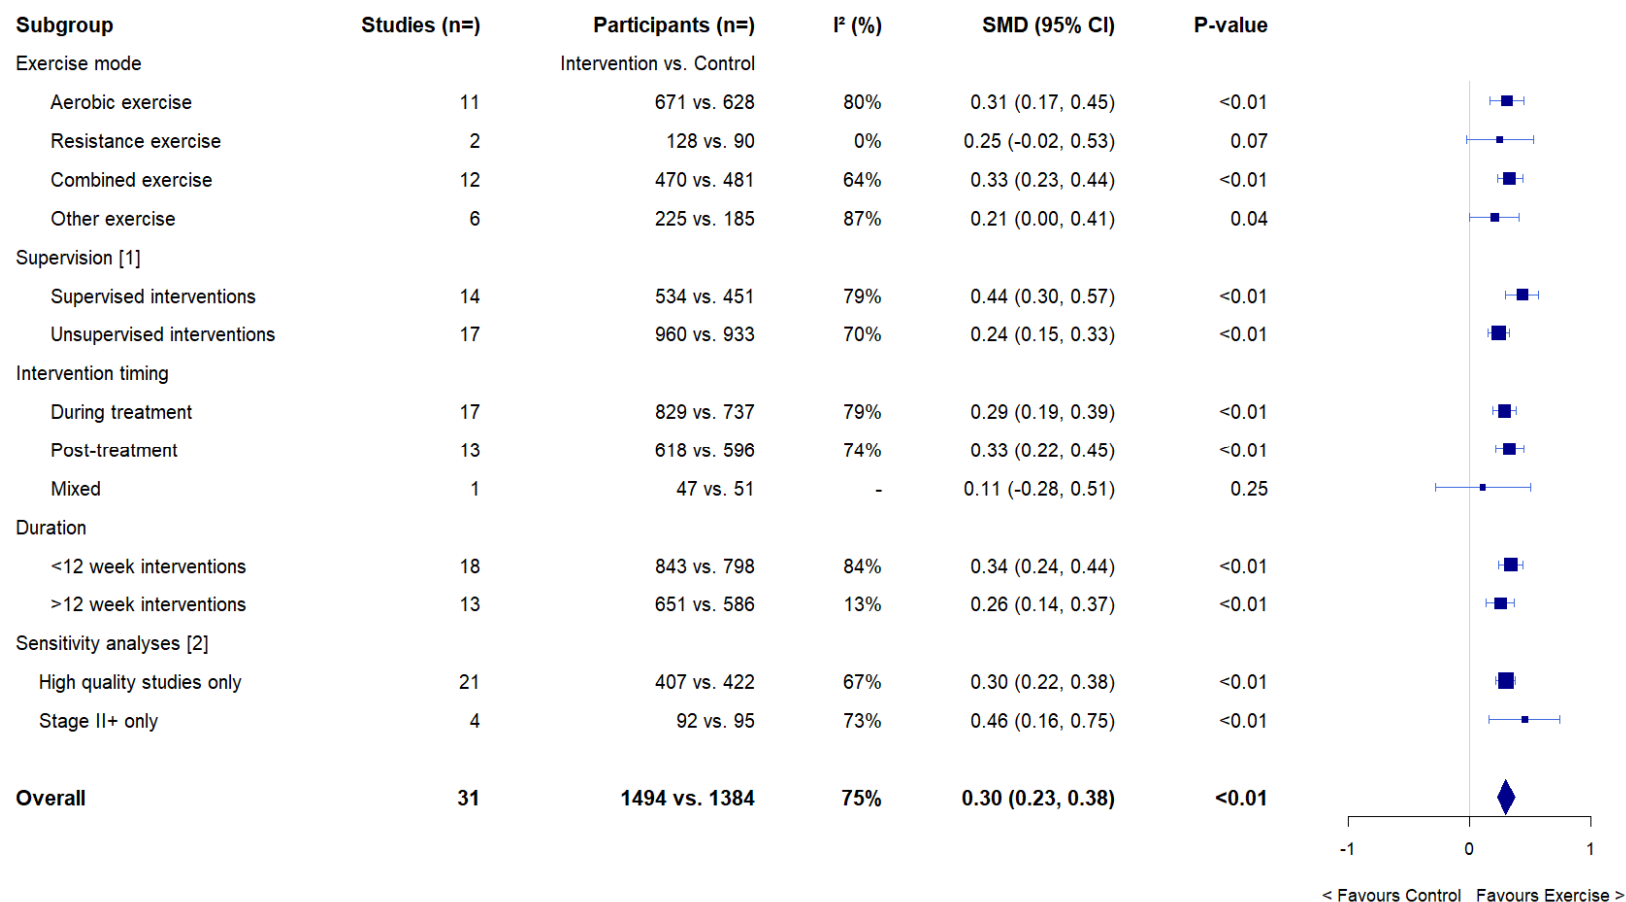 Subgroup Studies (n=) Participants (n=) I² (%) SMD (95% CI) P-value
Exercise mode Intervention vs. Control
Aerobic exercise 11 671 vs. 628 80% 0.31 (0.17, 0.45) <0.01
Resistance exercise 2 128 vs. 90 0% 0.25 (-0.02, 0.53) 0.07
Combined exercise 12 470 vs. 481 64% 0.33 (0.23, 0.44) <0.01
Other exercise 6 225 vs. 185 87% 0.21 (0.00, 0.41) 0.04
Supervision [1]
Supervised interventions 14 534 vs. 451 79% 0.44 (0.30, 0.57) <0.01
Unsupervised interventions 17 960 vs. 933 70% 0.24 (0.15, 0.33) <0.01
Intervention timing
During treatment 17 829 vs. 737 79% 0.29 (0.19, 0.39) <0.01
Post-treatment 13 618 vs. 596 74% 0.33 (0.22, 0.45) <0.01
Mixed 1 47 vs. 51 - 0.11 (-0.28, 0.51) 0.25
Duration
<12 week interventions 18 843 vs. 798 84% 0.34 (0.24, 0.44) <0.01
>12 week interventions 13 651 vs. 586 13% 0.26 (0.14, 0.37) <0.01
Sensitivity analyses [2]
High quality studies only 21 407 vs. 422 67% 0.30 (0.22, 0.38) <0.01
Stage II+ only 4 92 vs. 95 73% 0.46 (0.16, 0.75) <0.01
Overall 31 1494 vs. 1384 75% 0.30 (0.23, 0.38) <0.01
-1 0 1
< Favours Control Favours Exercise >